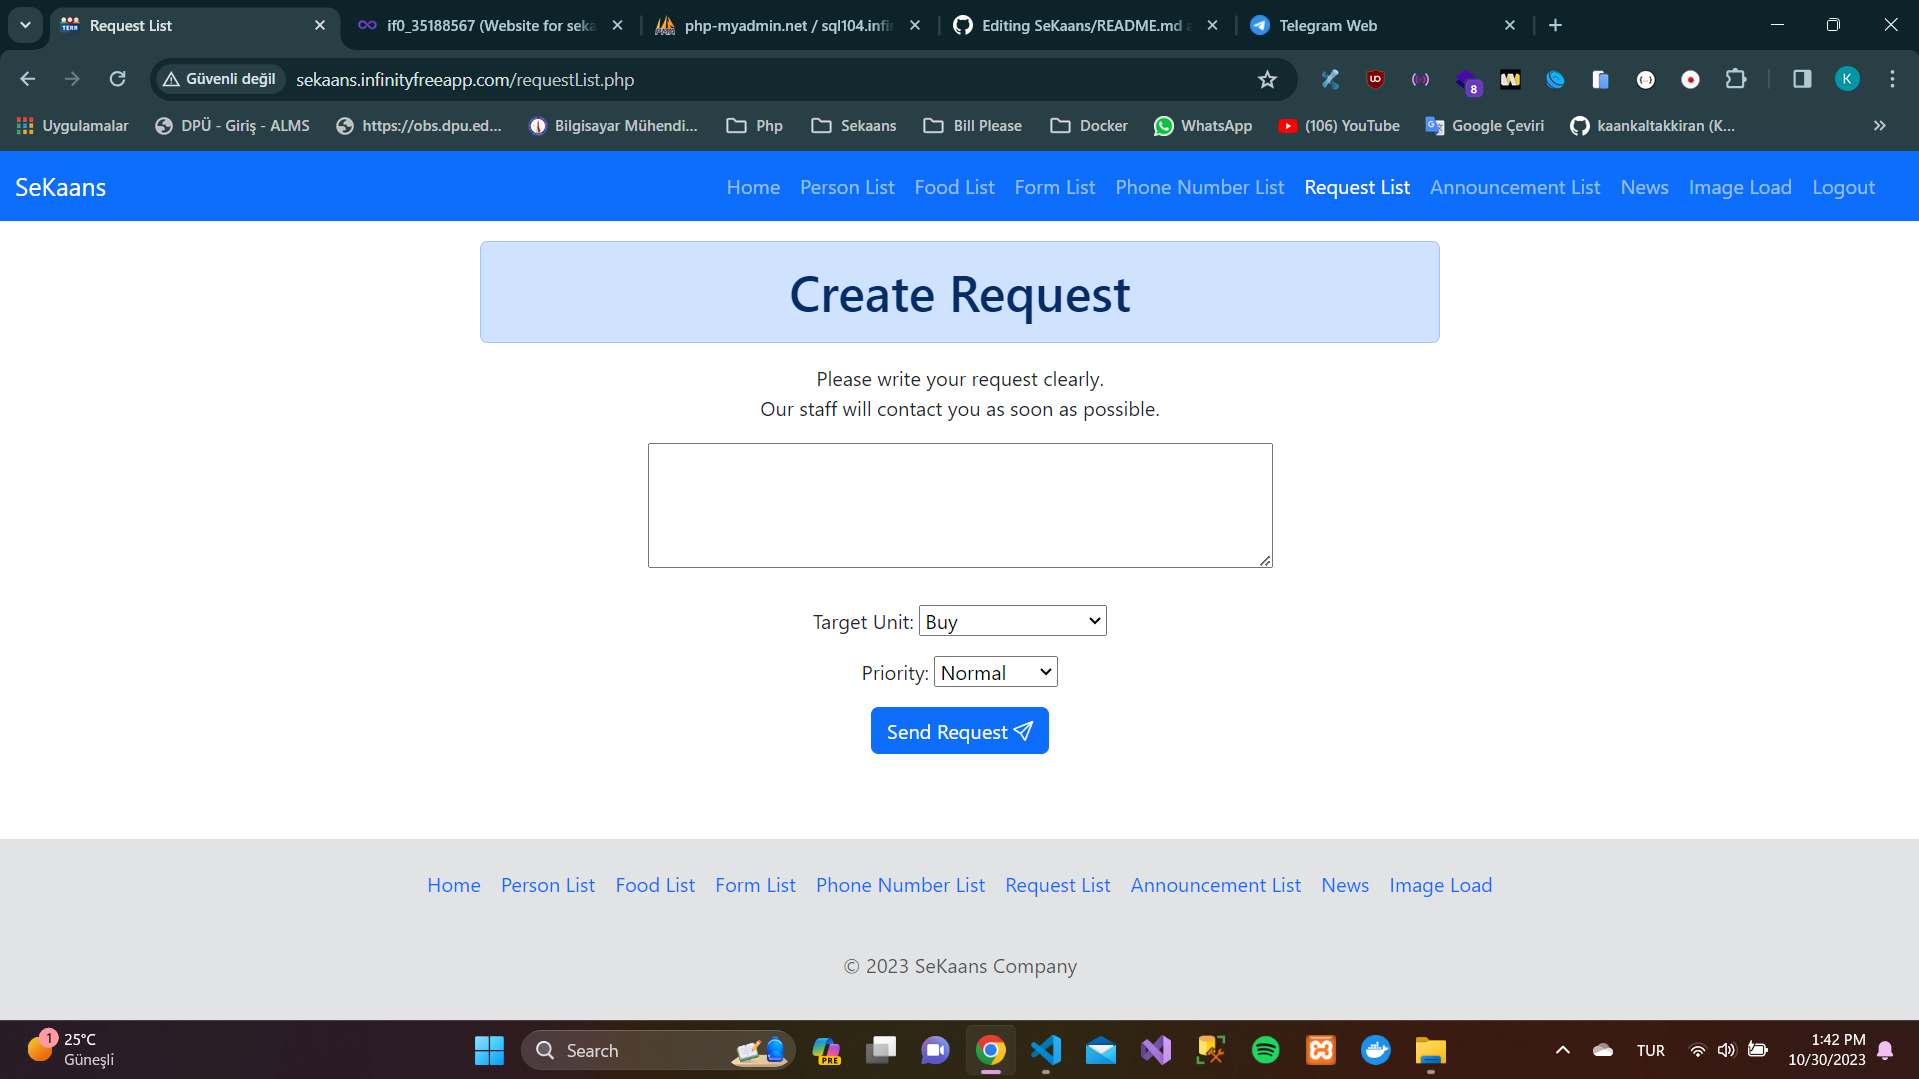 Request List
if0_35188567 (Website for seka
php-myadmin.net / sql104.infi
Editing SeKaans/README.md a
Telegram Web
Güvenli değil
sekaans.infinityfreeapp.com/requestList.php
8
K
Uygulamalar
DPÜ - Giriş - ALMS
https://obs.dpu.ed...
Bilgisayar Mühendi...
Php
Sekaans
Bill Please
Docker
WhatsApp
(106) YouTube
Google Çeviri
kaankaltakkiran (K...
SeKaans
Home Person List Food List Form List Phone Number List Request List Announcement List News Image Load Logout
Create Request
Please write your request clearly.
Our staff will contact you as soon as possible.
Target Unit: Buy
Priority: Normal
Send Request
Home Person List Food List Form List Phone Number List Request List Announcement List News Image Load
© 2023 SeKaans Company
1
25°C
Güneşli
Search
PRE
TUR
1:42 PM
10/30/2023